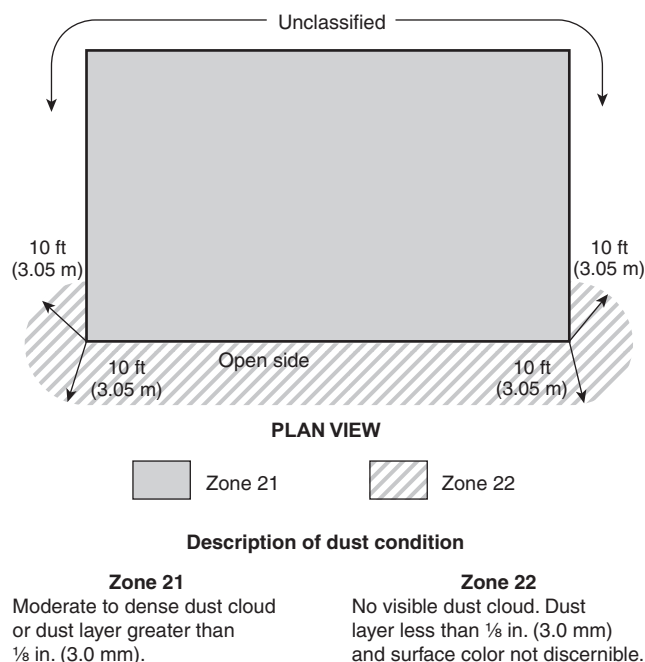 Unclassified
10 ft
(3.05 m)
10 ft
(3.05 m)
10 ft
(3.05 m)
Open side
10 ft
(3.05 m)
PLAN VIEW
Zone 21
Zone 22
Description of dust condition
Zone 21
Moderate to dense dust cloud
or dust layer greater than
⅛ in. (3.0 mm).
Zone 22
No visible dust cloud. Dust
layer less than ⅛ in. (3.0 mm)
and surface color not discernible.